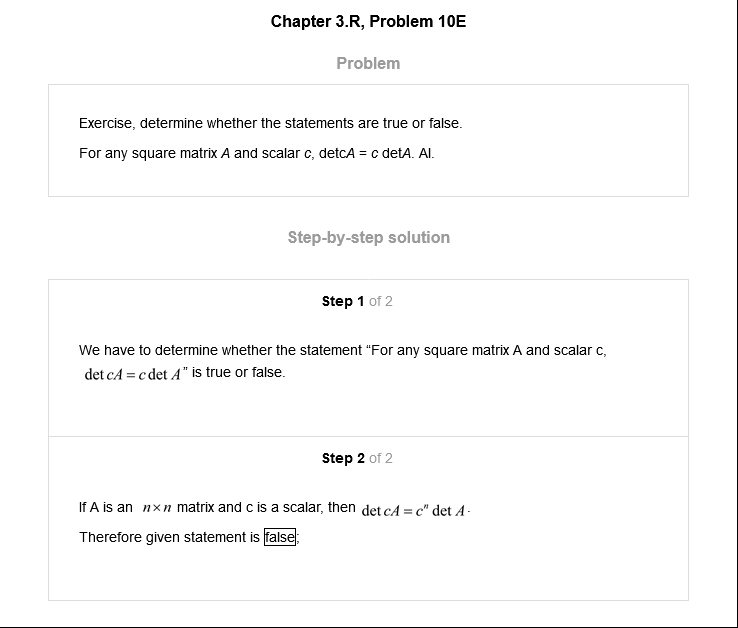 Chapter 3.R, Problem 10E
Problem
Exercise, determine whether the statements are true or false.
For any square matrix A and scalar c, detcA = c detA. Al.
Step-by-step solution
Step 1 of 2
We have to determine whether the statement “For any square matrix A and scalar c,
det cA = c det A” is true or false.
Step 2 of 2
If A is an n×n matrix and c is a scalar, then det cA = cⁿ det A.
Therefore given statement is false;